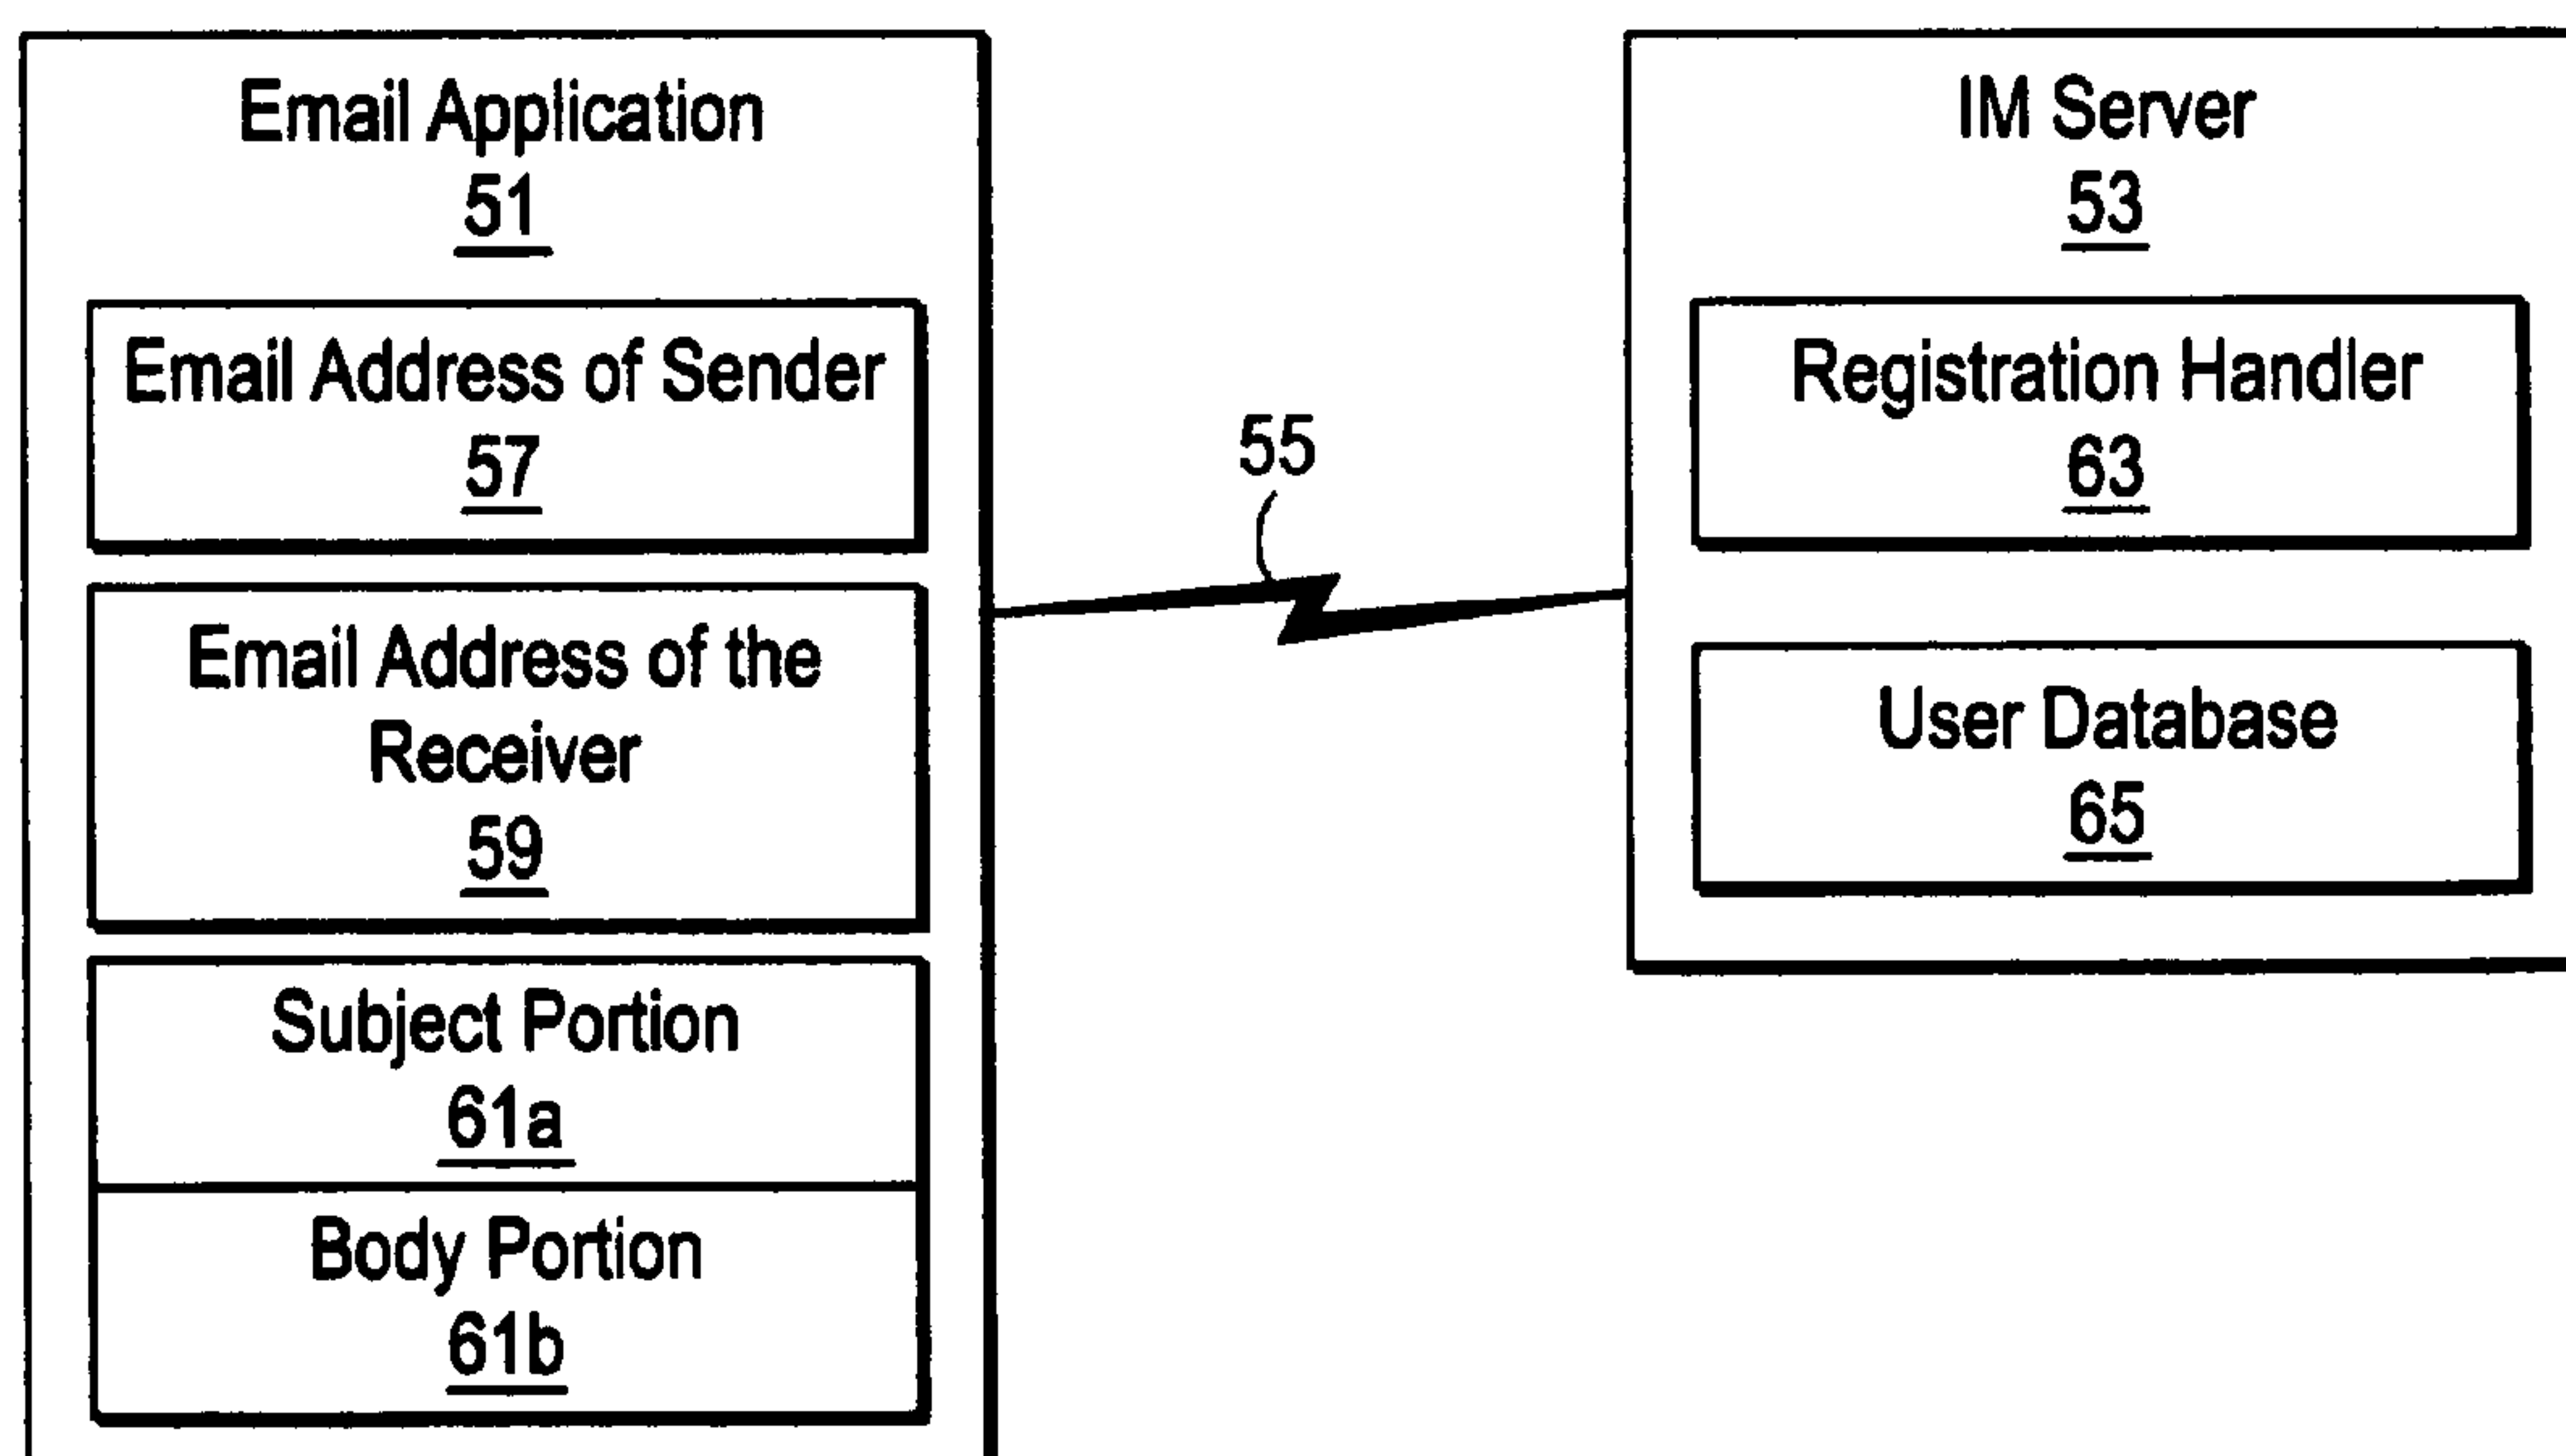 Email Application
51
Email Address of Sender
57
Email Address of the
Receiver
59
Subject Portion
61a
Body Portion
61b
55
IM Server
53
Registration Handler
63
User Database
65